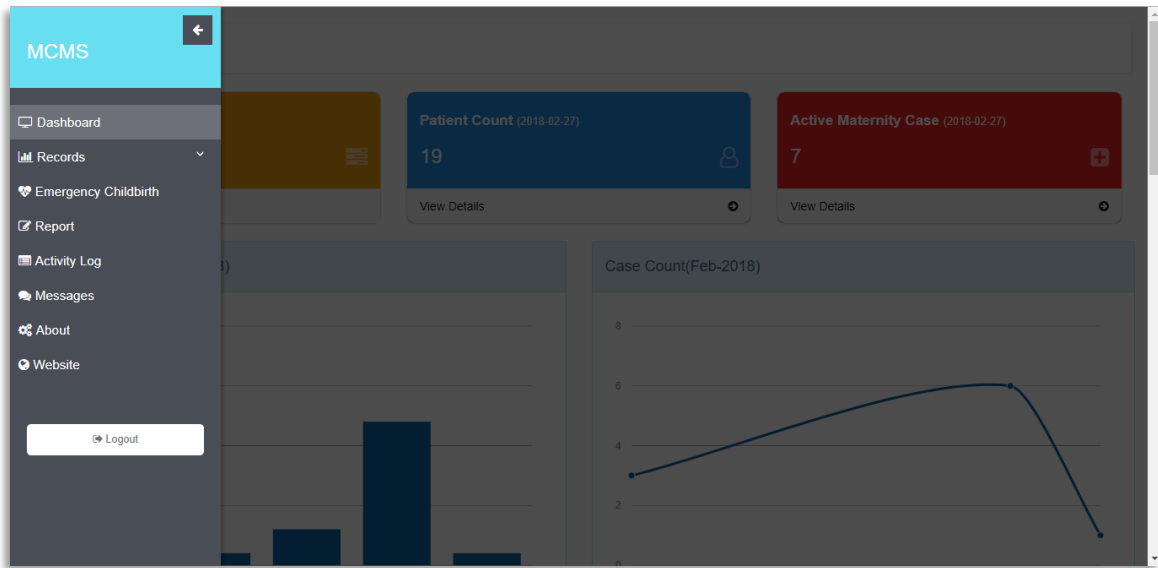 MCMS
Dashboard
Records
Emergency Childbirth
Report
Activity Log
Messages
About
Website
Logout
Patient Count (2018-02-27)
19
View Details
Active Maternity Case (2018-02-27)
7
View Details
)
Case Count(Feb-2018)
8
6
4
2
0